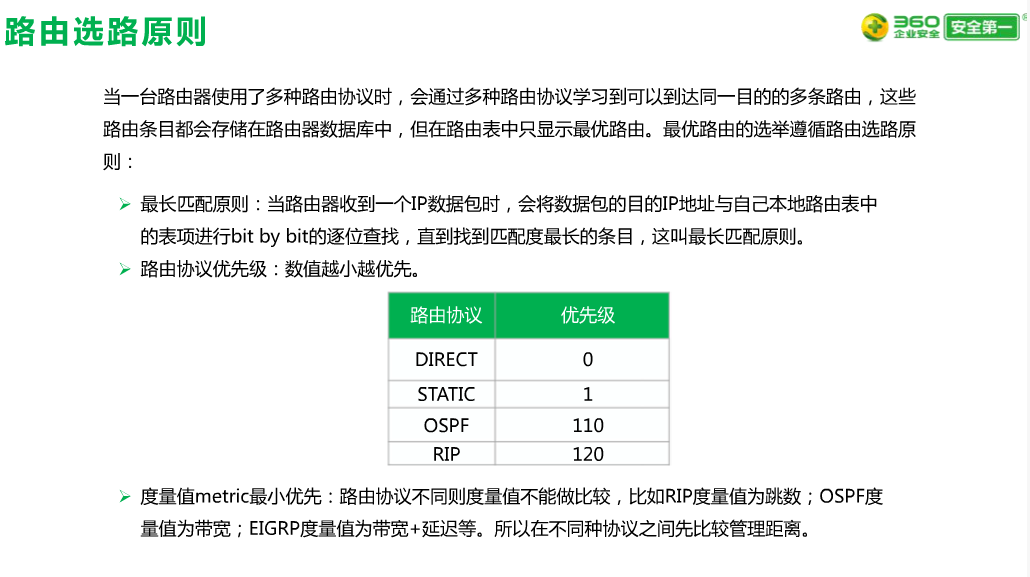 路由选路原则
360 企业安全 安全第一 ®
当一台路由器使用了多种路由协议时，会通过多种路由协议学习到可以到达同一目的的多条路由，这些
路由条目都会存储在路由器数据库中，但在路由表中只显示最优路由。最优路由的选举遵循路由选路原
则：
最长匹配原则：当路由器收到一个IP数据包时，会将数据包的目的IP地址与自己本地路由表中
的表项进行bit by bit的逐位查找，直到找到匹配度最长的条目，这叫最长匹配原则。
路由协议优先级：数值越小越优先。
路由协议 优先级
DIRECT 0
STATIC 1
OSPF 110
RIP 120
度量值metric最小优先：路由协议不同则度量值不能做比较，比如RIP度量值为跳数；OSPF度
量值为带宽；EIGRP度量值为带宽+延迟等。所以在不同种协议之间先比较管理距离。